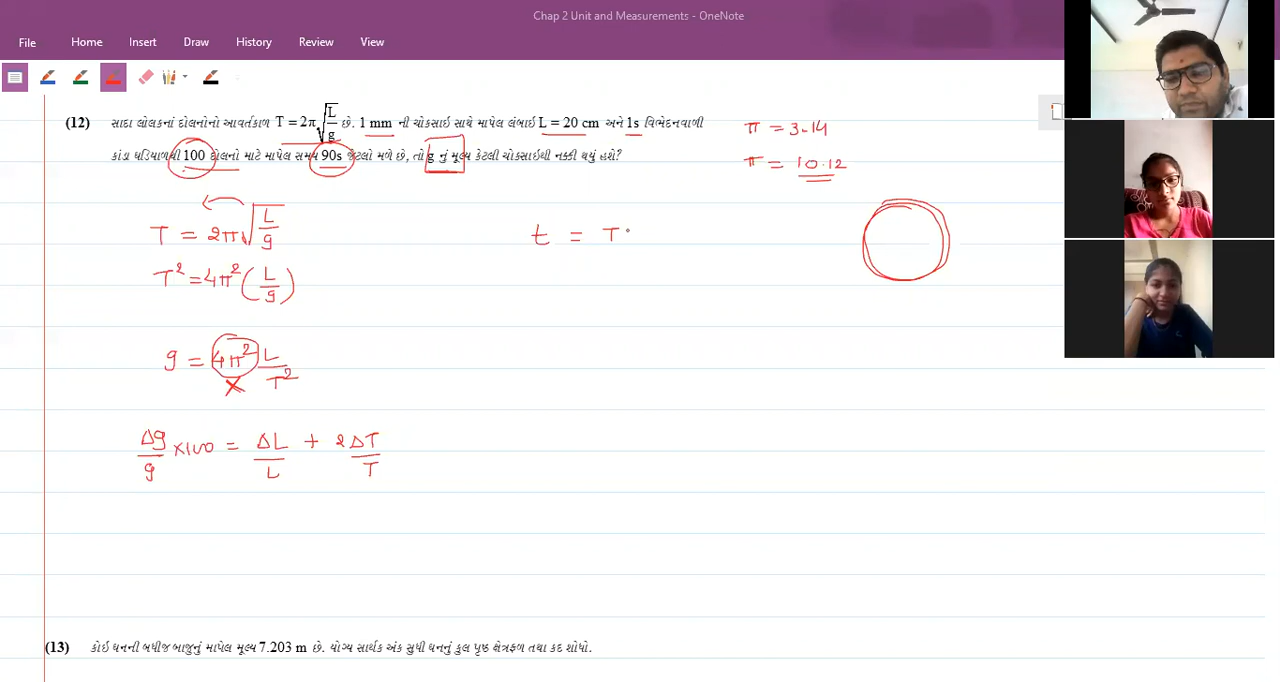 Chap 2 Unit and Measurements - OneNote
File Home Insert Draw History Review View
(12) સાદા લોલકનાં દોલનોનો આવર્તકાળ T = 2π√(L/g) છે. 1 mm ની ચોકસાઇ સાથે માપેલ લંબાઇ L = 20 cm અને 1s વિભેદનવાળી
કાંડા ઘડિયાળથી 100 દોલનો માટે માપેલ સમય 90s જેટલો મળે છે, તો g નું મૂલ્ય કેટલી ચોકસાઇથી નક્કી થયું હશે?
π = 3.14
π = 10.12
T = 2π√(L/g)
t = T
T² = 4π² (L/g)
g = 4π² L/T²
x
Δg/g ×100 = ΔL/L + 2ΔT/T
(13) કોઇ ઘનની બધીજ બાજુનું માપેલ મૂલ્ય 7.203 m છે. યોગ્ય સાર્થક અંક સુધી ઘનનું કુલ પૃષ્ઠ ક્ષેત્રફળ તથા કદ શોધો.